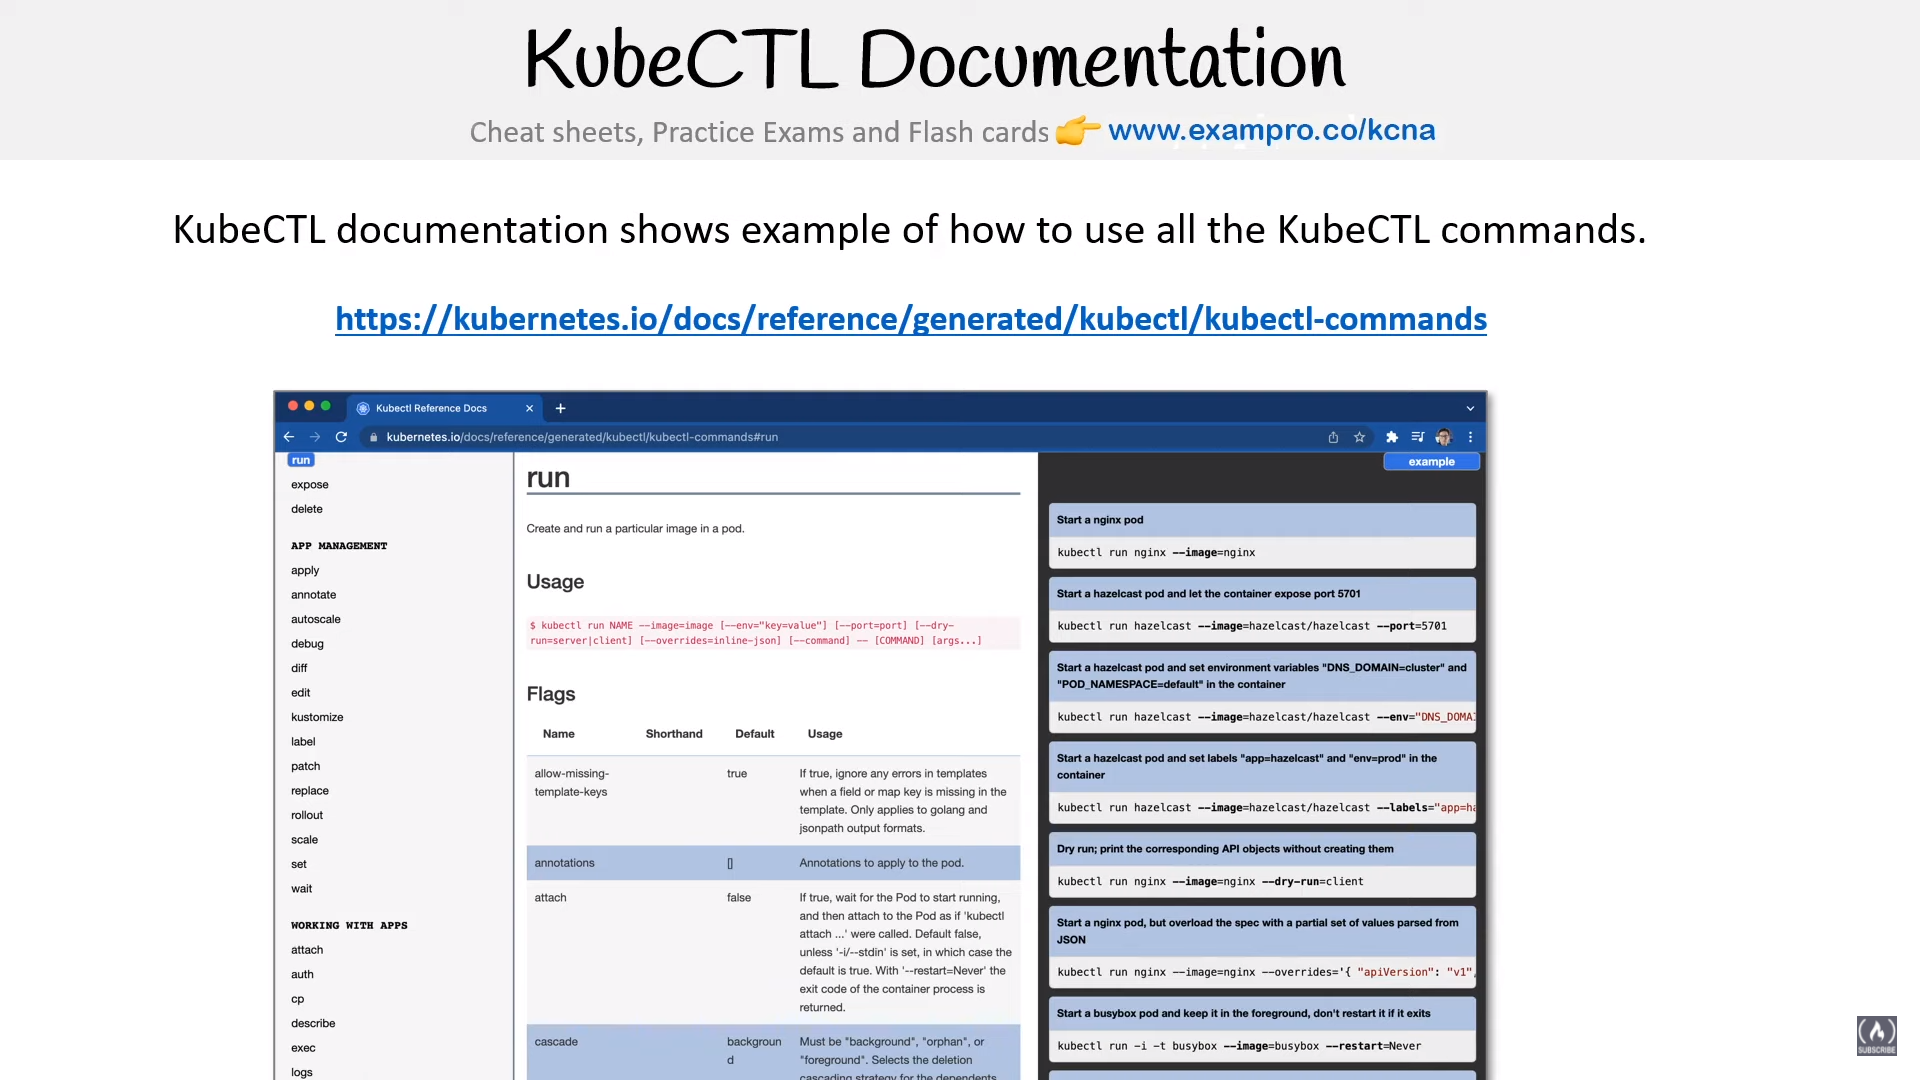 KubeCTL Documentation
Cheat sheets, Practice Exams and Flash cards 👉 www.exampro.co/kcna
KubeCTL documentation shows example of how to use all the KubeCTL commands.
https://kubernetes.io/docs/reference/generated/kubectl/kubectl-commands
Kubectl Reference Docs
kubernetes.io/docs/reference/generated/kubectl/kubectl-commands#run
run
expose
delete
APP MANAGEMENT
apply
annotate
autoscale
debug
diff
edit
kustomize
label
patch
replace
rollout
scale
set
wait
WORKING WITH APPS
attach
auth
cp
describe
exec
logs
run
Create and run a particular image in a pod.
Usage
$ kubectl run NAME --image=image [--env="key=value"] [--port=port] [--dry-
run=server|client] [--overrides=inline-json] [--command] -- [COMMAND] [args...]
Flags
Name Shorthand Default Usage
allow-missing- true If true, ignore any errors in templates
template-keys when a field or map key is missing in the
template. Only applies to golang and
jsonpath output formats.
annotations [] Annotations to apply to the pod.
attach false If true, wait for the Pod to start running,
and then attach to the Pod as if 'kubectl
attach ...' were called. Default false,
unless '-i/--stdin' is set, in which case the
default is true. With '--restart=Never' the
exit code of the container process is
returned.
cascade backgroun Must be "background", "orphan", or
d "foreground". Selects the deletion
cascading strategy for the dependents
example
Start a nginx pod
kubectl run nginx --image=nginx
Start a hazelcast pod and let the container expose port 5701
kubectl run hazelcast --image=hazelcast/hazelcast --port=5701
Start a hazelcast pod and set environment variables "DNS_DOMAIN=cluster" and
"POD_NAMESPACE=default" in the container
kubectl run hazelcast --image=hazelcast/hazelcast --env="DNS_DOMAI
Start a hazelcast pod and set labels "app=hazelcast" and "env=prod" in the
container
kubectl run hazelcast --image=hazelcast/hazelcast --labels="app=ha
Dry run; print the corresponding API objects without creating them
kubectl run nginx --image=nginx --dry-run=client
Start a nginx pod, but overload the spec with a partial set of values parsed from
JSON
kubectl run nginx --image=nginx --overrides='{ "apiVersion": "v1",
Start a busybox pod and keep it in the foreground, don't restart it if it exits
kubectl run -i -t busybox --image=busybox --restart=Never
SUBSCRIBE